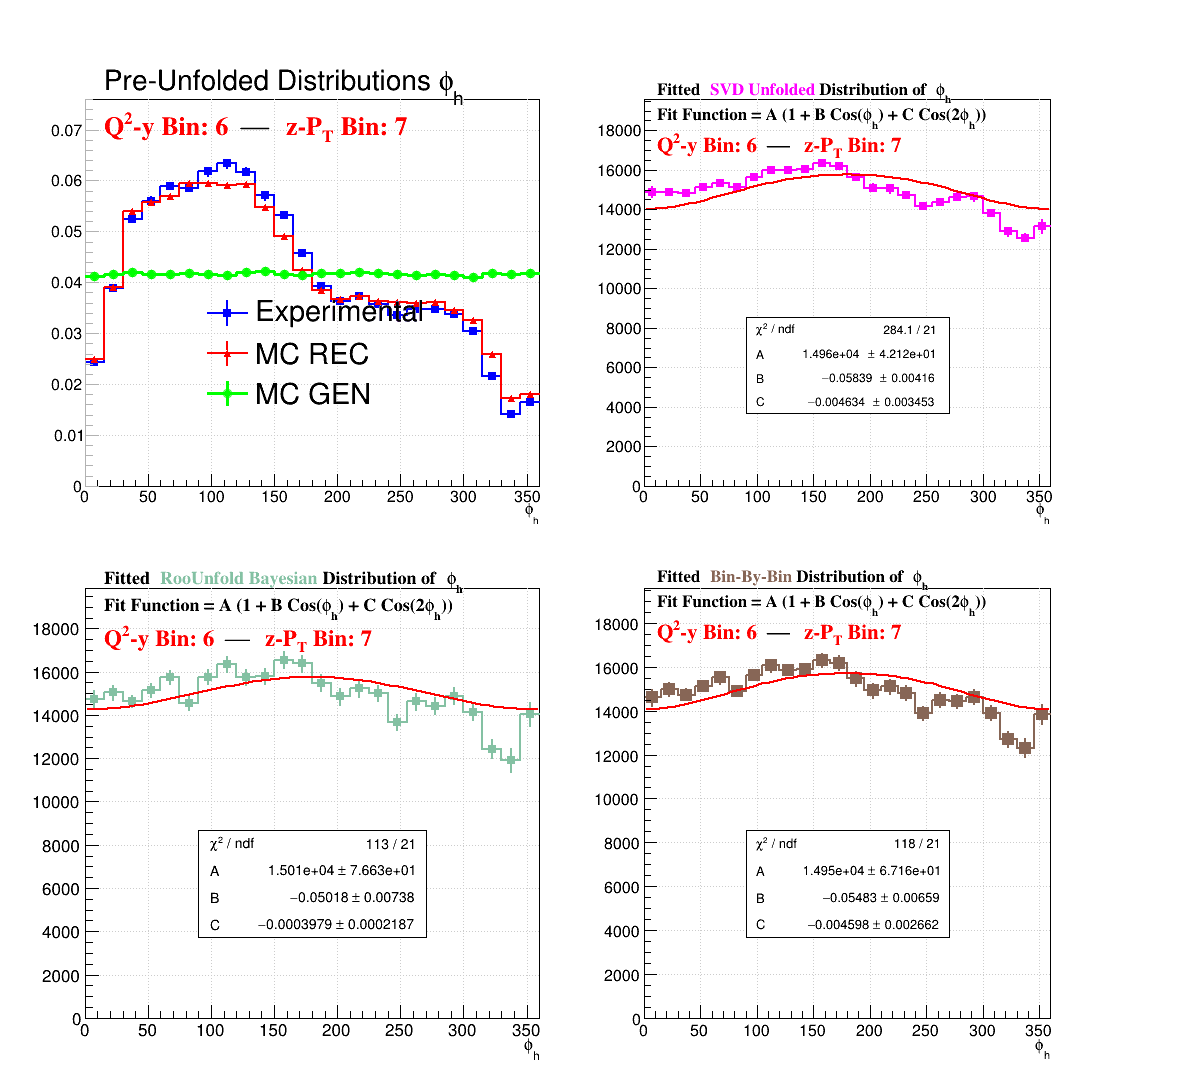 Pre-Unfolded Distributions ϕh
Q²-y Bin: 6 — z-PT Bin: 7
0.07
0.06
0.05
0.04
0.03
0.02
0.01
0
Experimental
MC REC
MC GEN
0 50 100 150 200 250 300 350
ϕh
Fitted SVD Unfolded Distribution of ϕh
Fit Function = A (1 + B Cos(ϕh) + C Cos(2ϕh))
Q²-y Bin: 6 — z-PT Bin: 7
18000
16000
14000
12000
10000
8000
6000
4000
2000
0
χ² / ndf 284.1 / 21
A 1.496e+04 ± 4.212e+01
B −0.05839 ± 0.00416
C −0.004634 ± 0.003453
0 50 100 150 200 250 300 350
ϕh
Fitted RooUnfold Bayesian Distribution of ϕh
Fit Function = A (1 + B Cos(ϕh) + C Cos(2ϕh))
Q²-y Bin: 6 — z-PT Bin: 7
18000
16000
14000
12000
10000
8000
6000
4000
2000
0
χ² / ndf 113 / 21
A 1.501e+04 ± 7.663e+01
B −0.05018 ± 0.00738
C −0.0003979 ± 0.0002187
0 50 100 150 200 250 300 350
ϕh
Fitted Bin-By-Bin Distribution of ϕh
Fit Function = A (1 + B Cos(ϕh) + C Cos(2ϕh))
Q²-y Bin: 6 — z-PT Bin: 7
18000
16000
14000
12000
10000
8000
6000
4000
2000
0
χ² / ndf 118 / 21
A 1.495e+04 ± 6.716e+01
B −0.05483 ± 0.00659
C −0.004598 ± 0.002662
0 50 100 150 200 250 300 350
ϕh